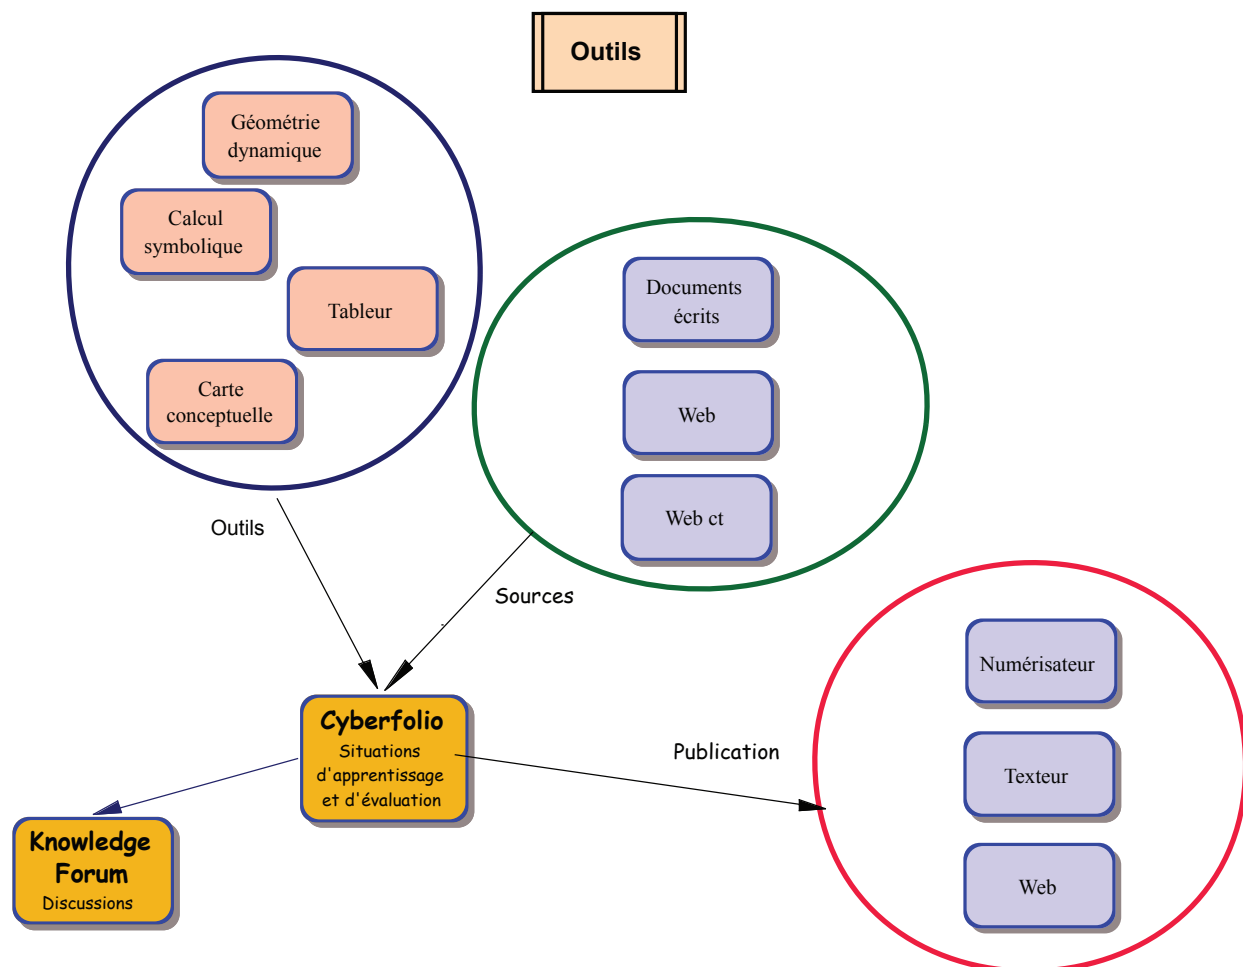 Outils
Géométrie
dynamique
Calcul
symbolique
Tableur
Carte
conceptuelle
Documents
écrits
Web
Web ct
Outils
Sources
Numérisateur
Texteur
Web
Publication
Cyberfolio
Situations
d'apprentissage
et d'évaluation
Knowledge
Forum
Discussions